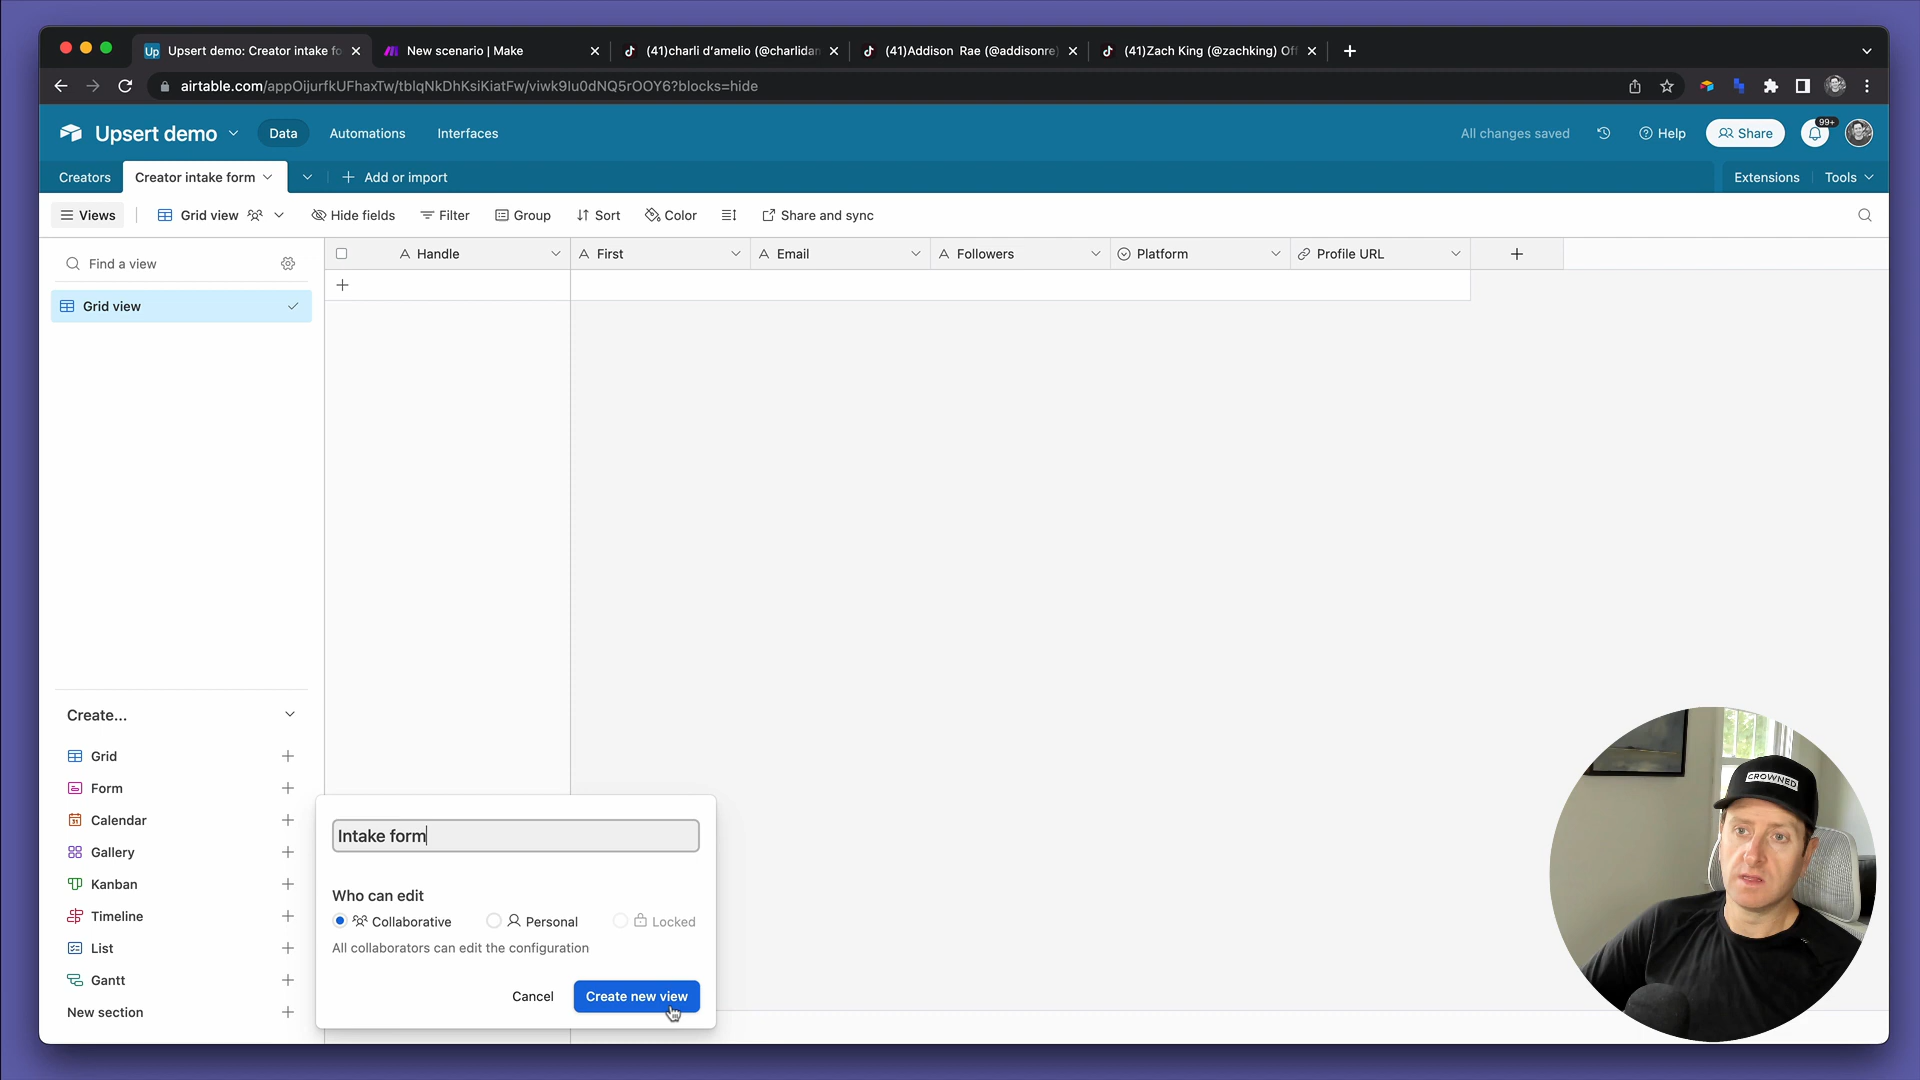 Up Upsert demo: Creator intake fo
New scenario | Make
(41)charli d'amelio (@charlidan
(41)Addison Rae (@addisonre)
(41)Zach King (@zachking) Off
airtable.com/appOijurfkUFhaxTw/tblqNkDhKsiKiatFw/viwk9lu0dNQ5rOOY6?blocks=hide
Upsert demo
Data
Automations
Interfaces
All changes saved
Help
Share
99+
Creators
Creator intake form
Add or import
Extensions
Tools
Views
Grid view
Hide fields
Filter
Group
Sort
Color
Share and sync
Find a view
Handle
First
Email
Followers
Platform
Profile URL
Grid view
Create...
Grid
Form
Calendar
Gallery
Kanban
Timeline
List
Gantt
New section
Intake form
Who can edit
Collaborative
Personal
Locked
All collaborators can edit the configuration
Cancel
Create new view
CROWNED